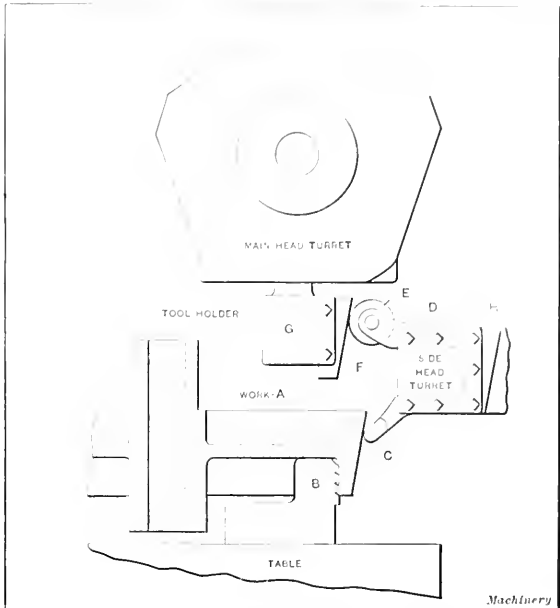 MAIN HEAD TURRET
E
D
TOOL HOLDER
G
SIDE
HEAD
TURRET
F
WORK-A
C
B
TABLE
Machinery